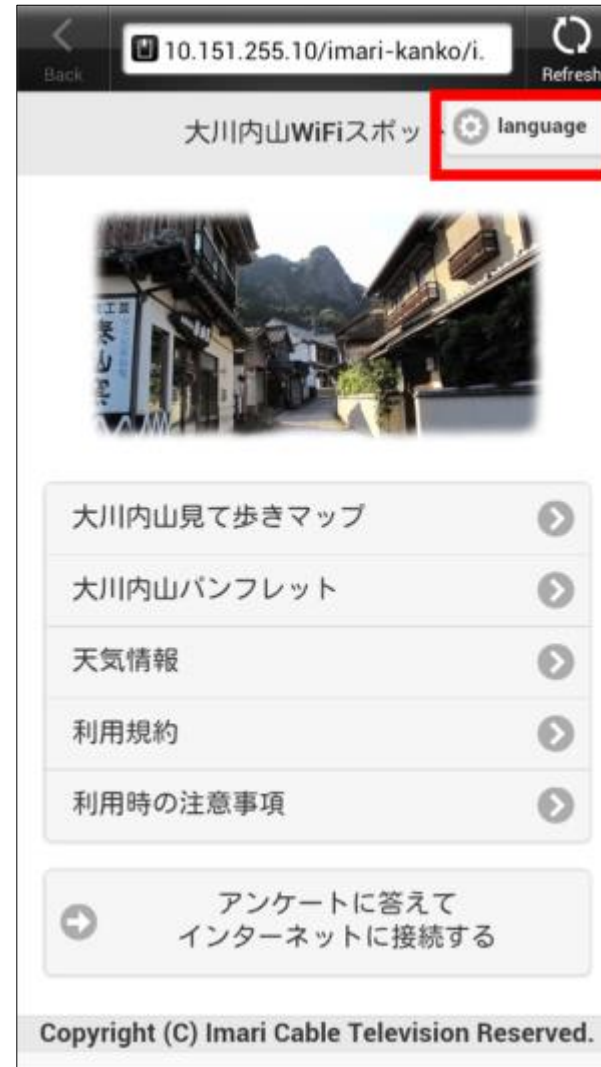 Back
10.151.255.10/imari-kanko/i.
Refresh
大川内山WiFiスポッ
language
大川内山見て歩きマップ
大川内山パンフレット
天気情報
利用規約
利用時の注意事項
アンケートに答えて
インターネットに接続する
Copyright (C) Imari Cable Television Reserved.